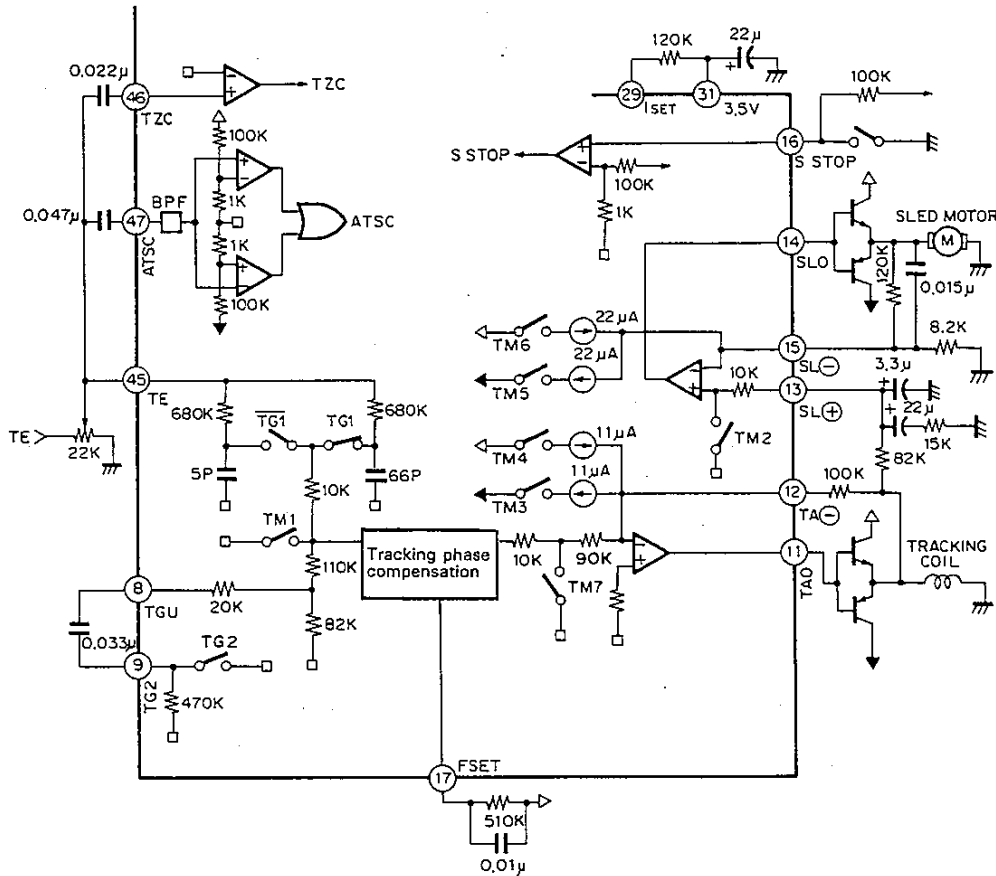 22µ
120K
+
0.022µ
46
TZC
−
+
TZC
29
ISET
31
3.5V
100K
16
S STOP
S STOP
+
−
100K
1K
100K
0.047µ
47
ATSC
BPF
+
−
1K
1K
ATSC
+
−
100K
14
SLO
SLED MOTOR
M
120K
0.015µ
22µA
TM6
22µA
TM5
15
SL⊖
8.2K
−
+
10K
13
SL⊕
3.3µ
+
+
22µ
15K
TM2
82K
45
TE
680K
680K
TG1
TG1
TE
22K
5P
66P
10K
11µA
TM4
11µA
TM3
12
TA⊖
100K
TM1
Tracking phase
compensation
110K
10K
90K
TM7
−
+
11
TAO
TRACKING
COIL
8
TGU
20K
82K
0.033µ
9
TG2
TG2
470K
FSET
17
510K
0.01µ